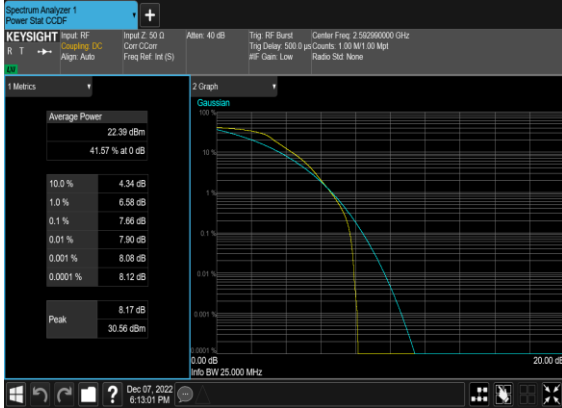 Spectrum Analyzer 1
Power Stat CCDF
KEYSIGHT
R T
LXI
Input: RF
Coupling: DC
Align: Auto
Input Z: 50 Ω
Corr CCorr
Freq Ref: Int (S)
Atten: 40 dB
Trig: RF Burst
Trig Delay: 500.0 µs
#IF Gain: Low
Center Freq: 2.592990000 GHz
Counts: 1.00 M/1.00 Mpt
Radio Std: None
1 Metrics
Average Power
22.39 dBm
41.57 % at 0 dB
10.0 % 4.34 dB
1.0 % 6.58 dB
0.1 % 7.66 dB
0.01 % 7.90 dB
0.001 % 8.08 dB
0.0001 % 8.12 dB
Peak 8.17 dB
30.56 dBm
2 Graph
Gaussian
100 %
10 %
1 %
0.1 %
0.01 %
0.001 %
0.0001 %
0.00 dB 20.00 dB
Info BW 25.000 MHz
? Dec 07, 2022
6:13:01 PM